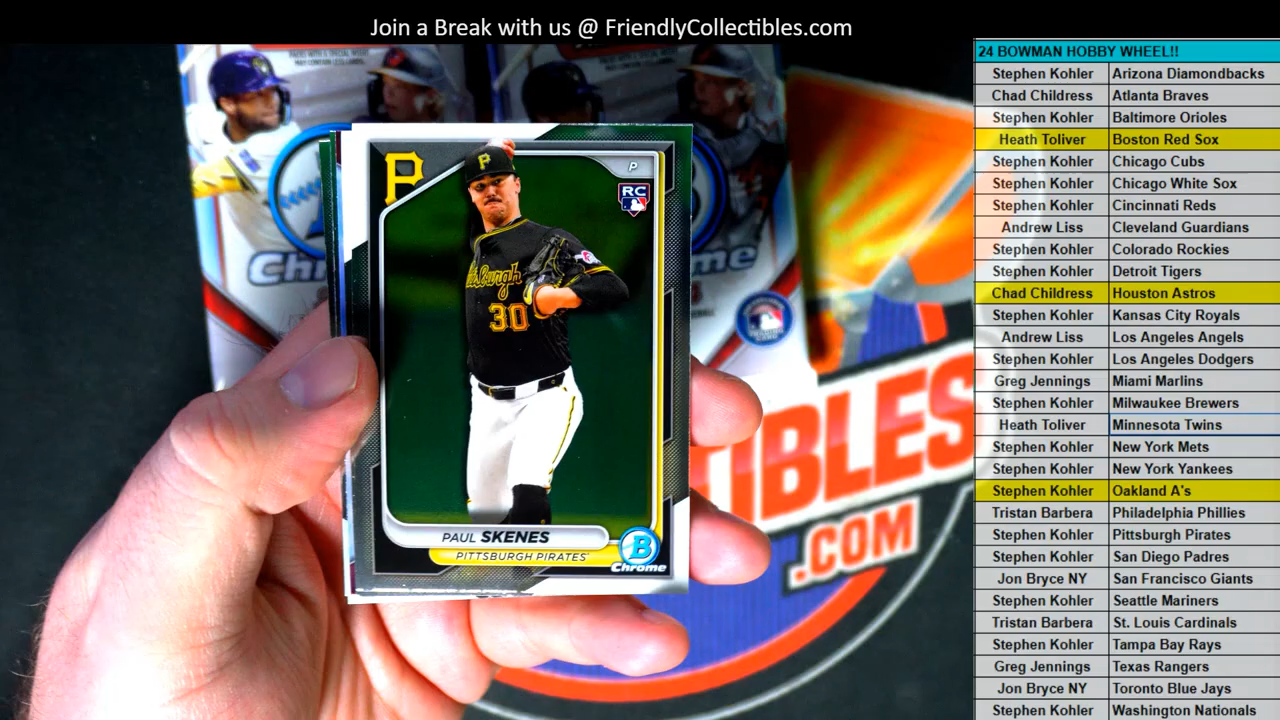 Join a Break with us @ FriendlyCollectibles.com
24 BOWMAN HOBBY WHEEL!!
Stephen Kohler Arizona Diamondbacks
Chad Childress Atlanta Braves
Stephen Kohler Baltimore Orioles
Heath Toliver Boston Red Sox
Stephen Kohler Chicago Cubs
Stephen Kohler Chicago White Sox
Stephen Kohler Cincinnati Reds
Andrew Liss Cleveland Guardians
Stephen Kohler Colorado Rockies
Stephen Kohler Detroit Tigers
Chad Childress Houston Astros
Stephen Kohler Kansas City Royals
Andrew Liss Los Angeles Angels
Stephen Kohler Los Angeles Dodgers
Greg Jennings Miami Marlins
Stephen Kohler Milwaukee Brewers
Heath Toliver Minnesota Twins
Stephen Kohler New York Mets
Stephen Kohler New York Yankees
Stephen Kohler Oakland A's
Tristan Barbera Philadelphia Phillies
Stephen Kohler Pittsburgh Pirates
Stephen Kohler San Diego Padres
Jon Bryce NY San Francisco Giants
Stephen Kohler Seattle Mariners
Tristan Barbera St. Louis Cardinals
Stephen Kohler Tampa Bay Rays
Greg Jennings Texas Rangers
Jon Bryce NY Toronto Blue Jays
Stephen Kohler Washington Nationals
P
P
P
RC
30
PAUL SKENES
PITTSBURGH PIRATES
B
Chrome
TIBLES
.COM